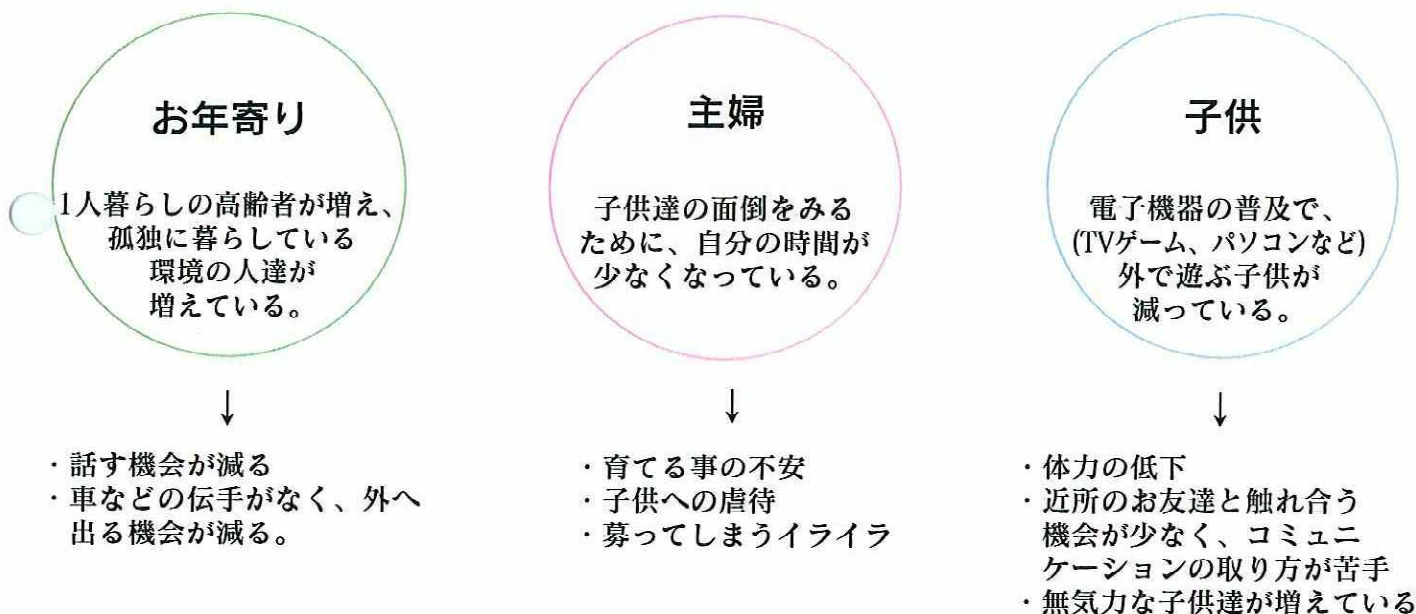 お年寄り
1人暮らしの高齢者が増え、
孤独に暮らしている
環境の人達が
増えている。
↓
・話す機会が減る
・車などの伝手がなく、外へ
出る機会が減る。
主婦
子供達の面倒をみる
ために、自分の時間が
少なくなっている。
↓
・育てる事の不安
・子供への虐待
・募ってしまうイライラ
子供
電子機器の普及で、
(TVゲーム、パソコンなど)
外で遊ぶ子供が
減っている。
↓
・体力の低下
・近所のお友達と触れ合う
機会が少なく、コミュニ
ケーションの取り方が苦手
・無気力な子供達が増えている